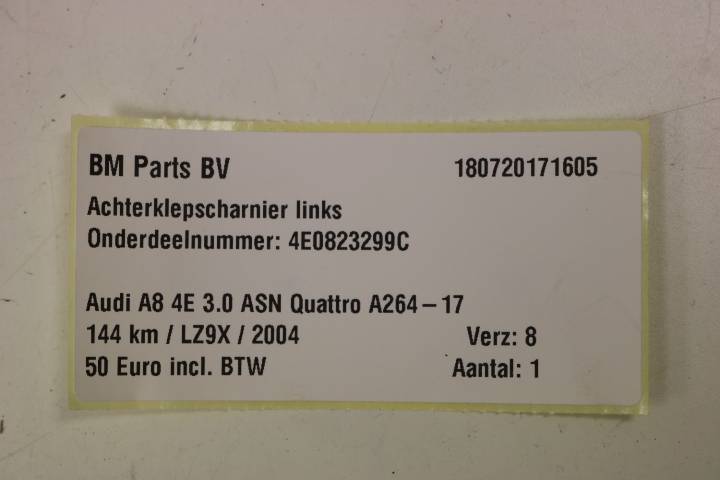 BM Parts BV 180720171605
Achterklepscharnier links
Onderdeelnummer: 4E0823299C
Audi A8 4E 3.0 ASN Quattro A264-17
144 km / LZ9X / 2004 Verz: 8
50 Euro incl. BTW Aantal: 1